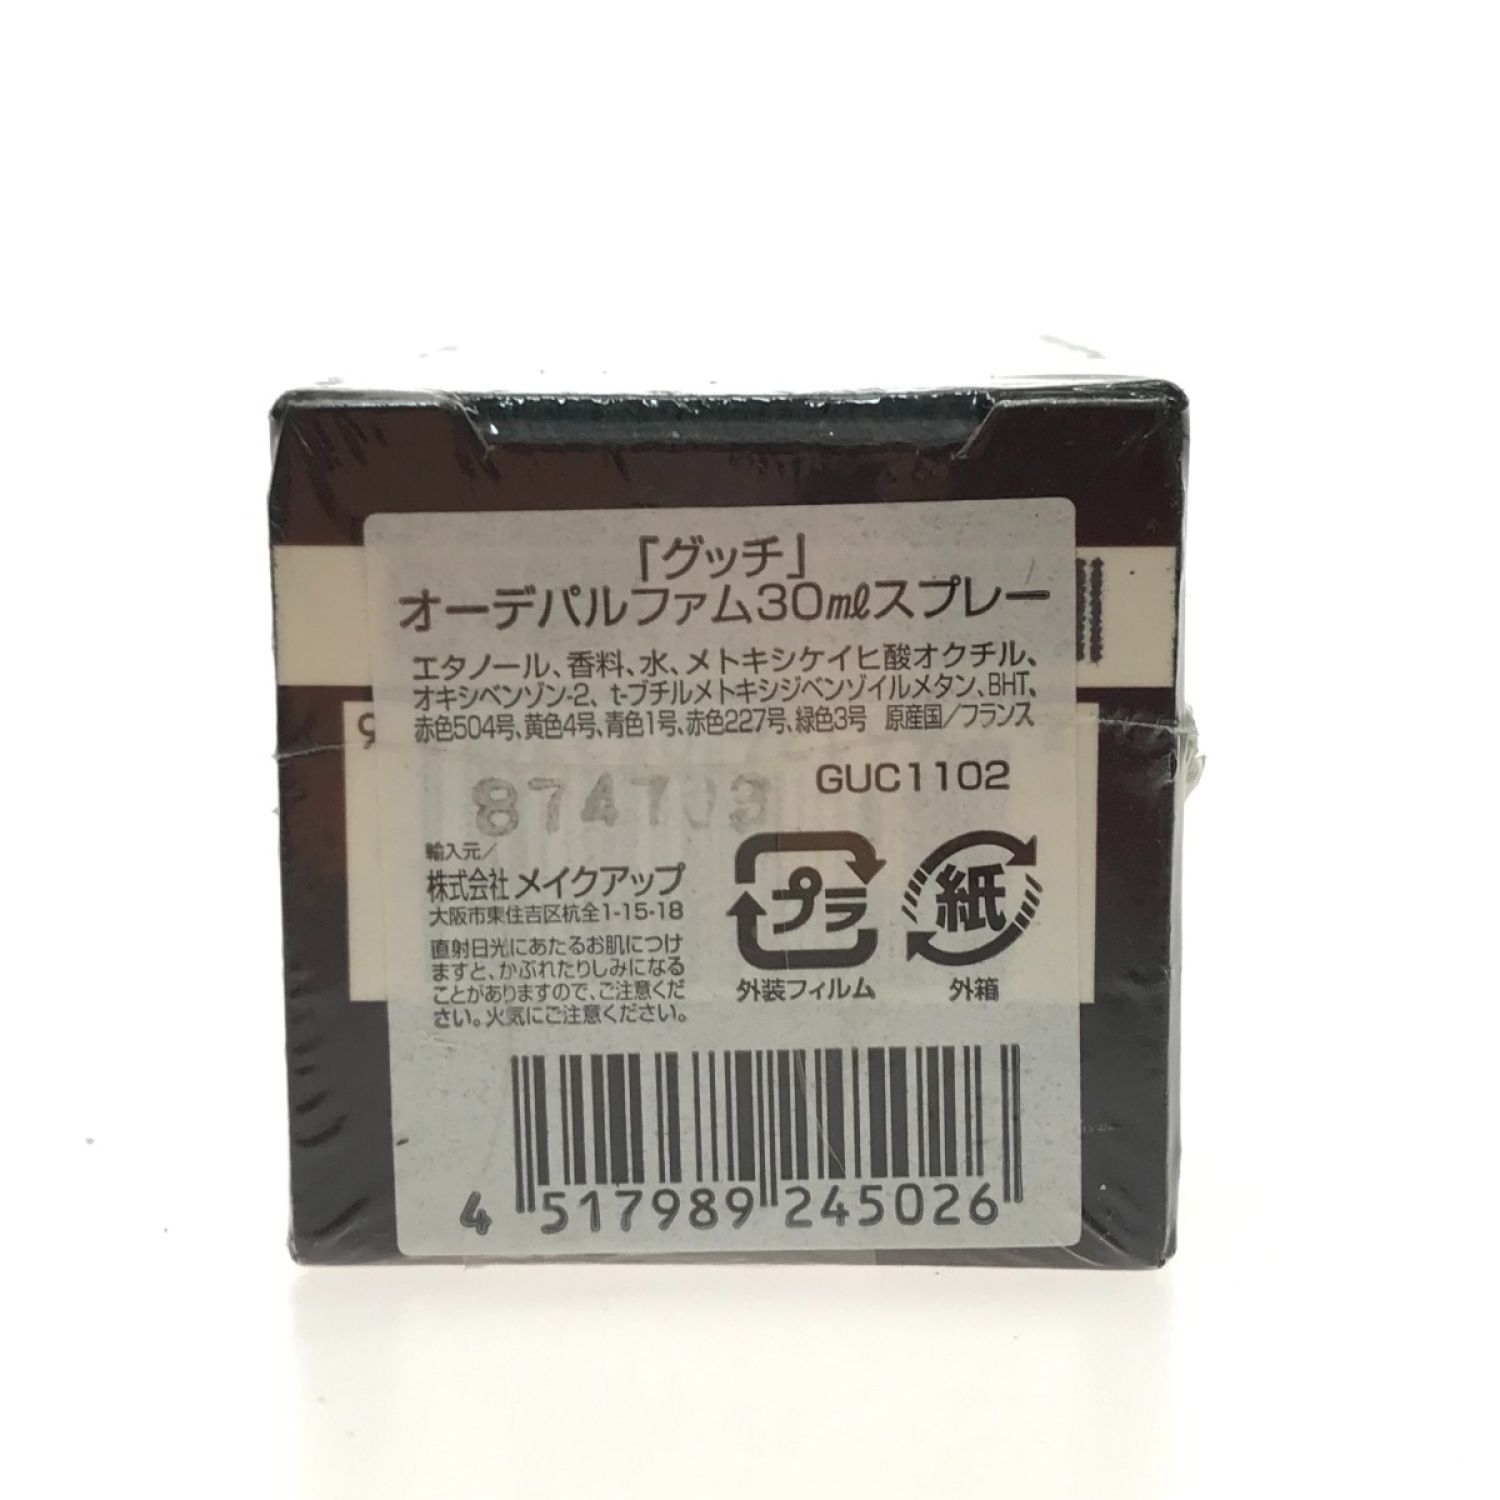 「グッチ」
オーデパルファム30mlスプレー
エタノール、香料、水、メトキシケイヒ酸オクチル、
オキシベンゾン-2、t-ブチルメトキシジベンゾイルメタン、BHT、
赤色504号、黄色4号、青色1号、赤色227号、緑色3号 原産国/フランス
GUC1102
輸入元/
株式会社メイクアップ
大阪市東住吉区杭全1-15-18
直射日光にあたるお肌につけ
ますと、かぶれたりしみになる
ことがありますので、ご注意くだ
さい。火気にご注意ください。
プラ
外装フィルム
紙
外箱
4 517989 245026